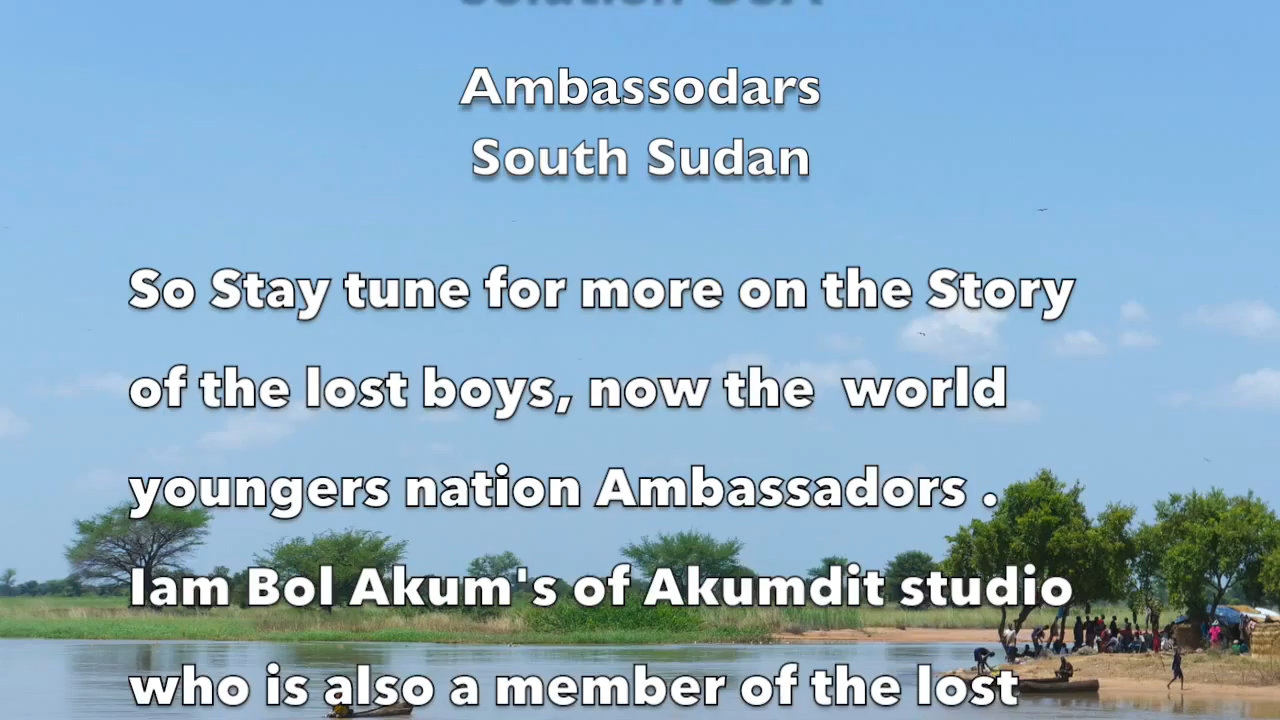 Ambassodars
South Sudan
So Stay tune for more on the Story
of the lost boys, now the  world
youngers nation Ambassadors .
Iam Bol Akum's of Akumdit studio
who is also a member of the lost